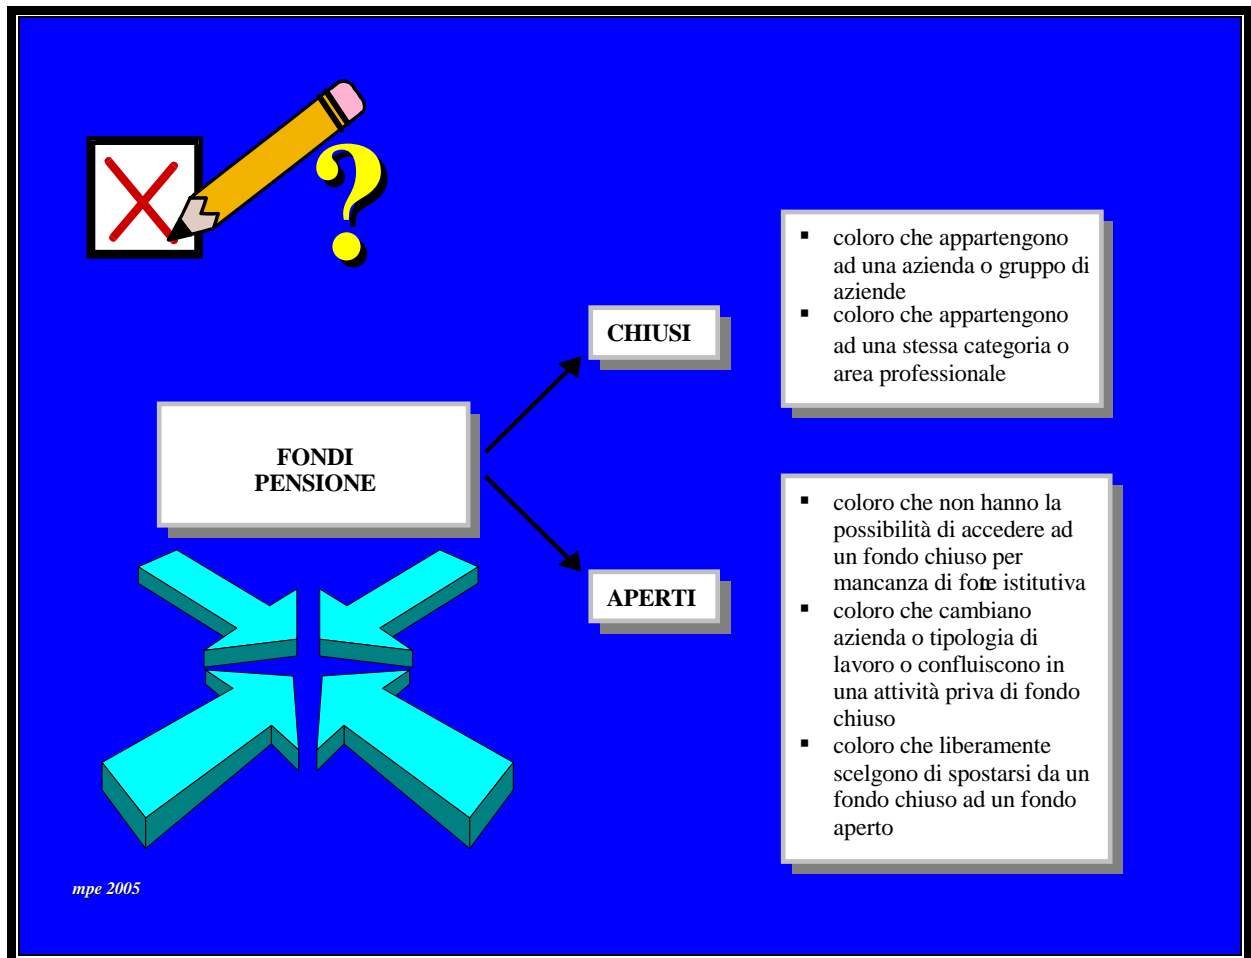 ?
FONDI
PENSIONE
CHIUSI
▪ coloro che appartengono
ad una azienda o gruppo di
aziende
▪ coloro che appartengono
ad una stessa categoria o
area professionale
APERTI
▪ coloro che non hanno la
possibilità di accedere ad
un fondo chiuso per
mancanza di fonte istitutiva
▪ coloro che cambiano
azienda o tipologia di
lavoro o confluiscono in
una attività priva di fondo
chiuso
▪ coloro che liberamente
scelgono di spostarsi da un
fondo chiuso ad un fondo
aperto
mpe 2005